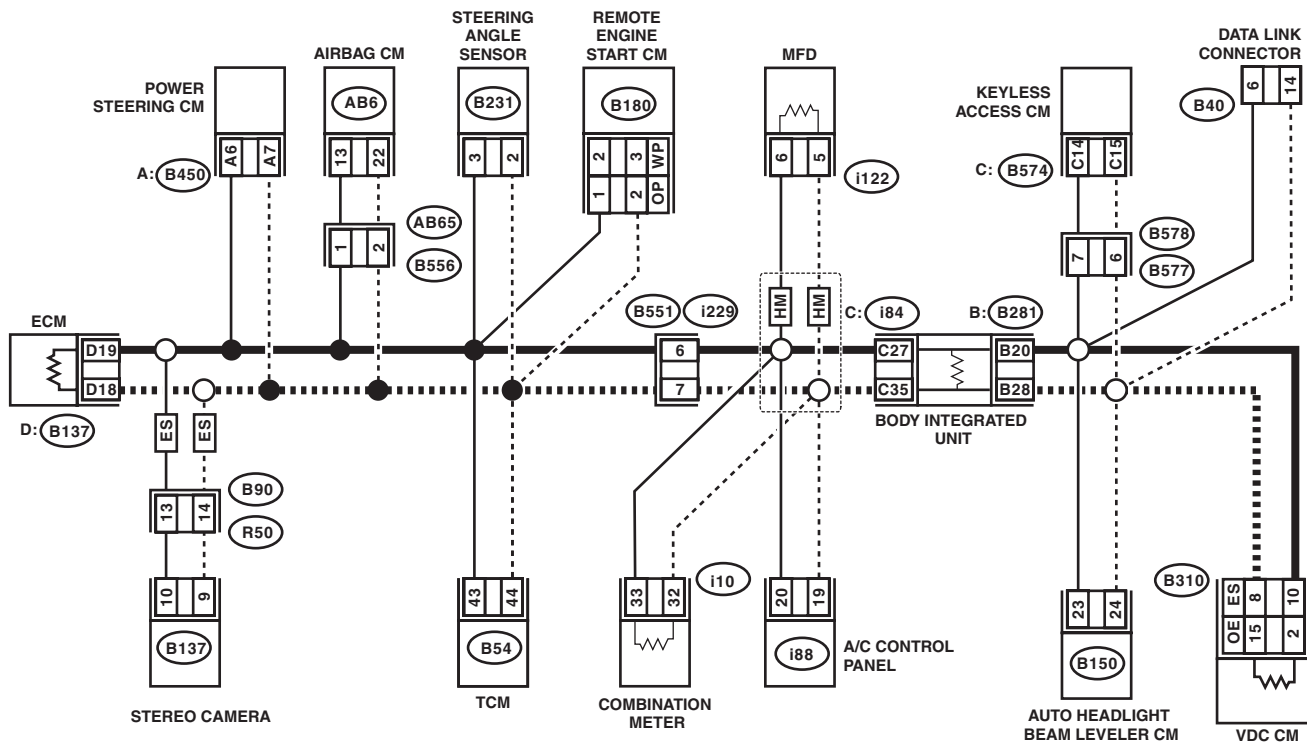 STEERING
ANGLE
SENSOR
REMOTE
ENGINE
START CM
DATA LINK
CONNECTOR
AIRBAG CM
MFD
POWER
STEERING CM
KEYLESS
ACCESS CM
AB6
B231
B180
6
14
B40
A6
A7
13
22
3
2
2
3
WP
1
2
OP
6
5
C14
C15
A: B450
i122
C: B574
AB65
B556
1
2
B578
B577
7
6
HM
HM
ECM
B551
i229
C: i84
B: B281
D19
D18
6
7
C27
C35
B20
B28
D: B137
BODY INTEGRATED
UNIT
ES
ES
13
14
B90
R50
10
9
43
44
33
32
i10
20
19
23
24
B310
ES
8
10
OE
15
2
B137
B54
i88
A/C CONTROL
PANEL
B150
STEREO CAMERA
TCM
COMBINATION
METER
AUTO HEADLIGHT
BEAM LEVELER CM
VDC CM